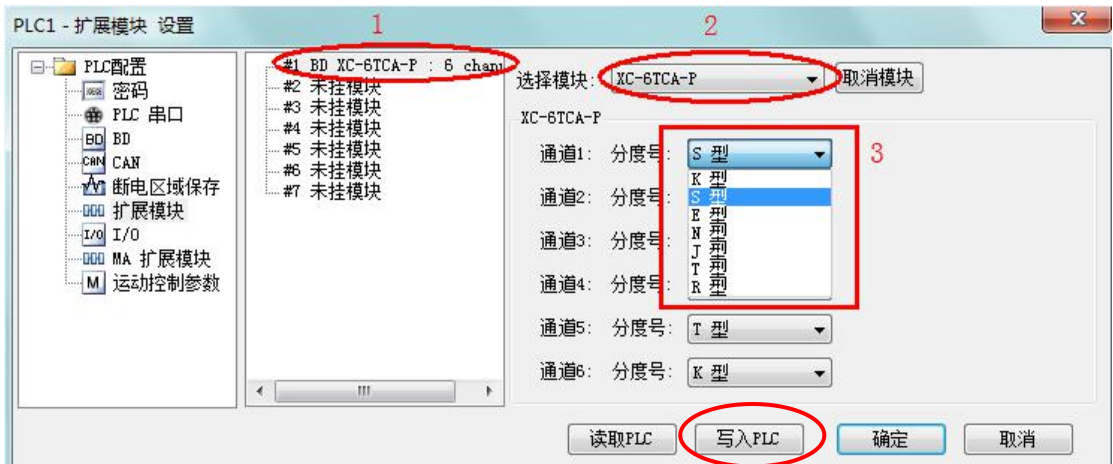 PLC1 - 扩展模块 设置
1
2
PLC配置
密码
PLC 串口
BD BD
CAN CAN
断电区域保存
扩展模块
I/O I/O
MA 扩展模块
M 运动控制参数
#1 BD XC-6TCA-P : 6 chan
#2 未挂模块
#3 未挂模块
#4 未挂模块
#5 未挂模块
#6 未挂模块
#7 未挂模块
选择模块: XC-6TCA-P 取消模块
XC-6TCA-P
通道1: 分度号: S 型
3
K 型
S 型
E 型
N 型
J 型
T 型
R 型
通道2: 分度号:
通道3: 分度号:
通道4: 分度号:
通道5: 分度号: T 型
通道6: 分度号: K 型
读取PLC 写入PLC 确定 取消